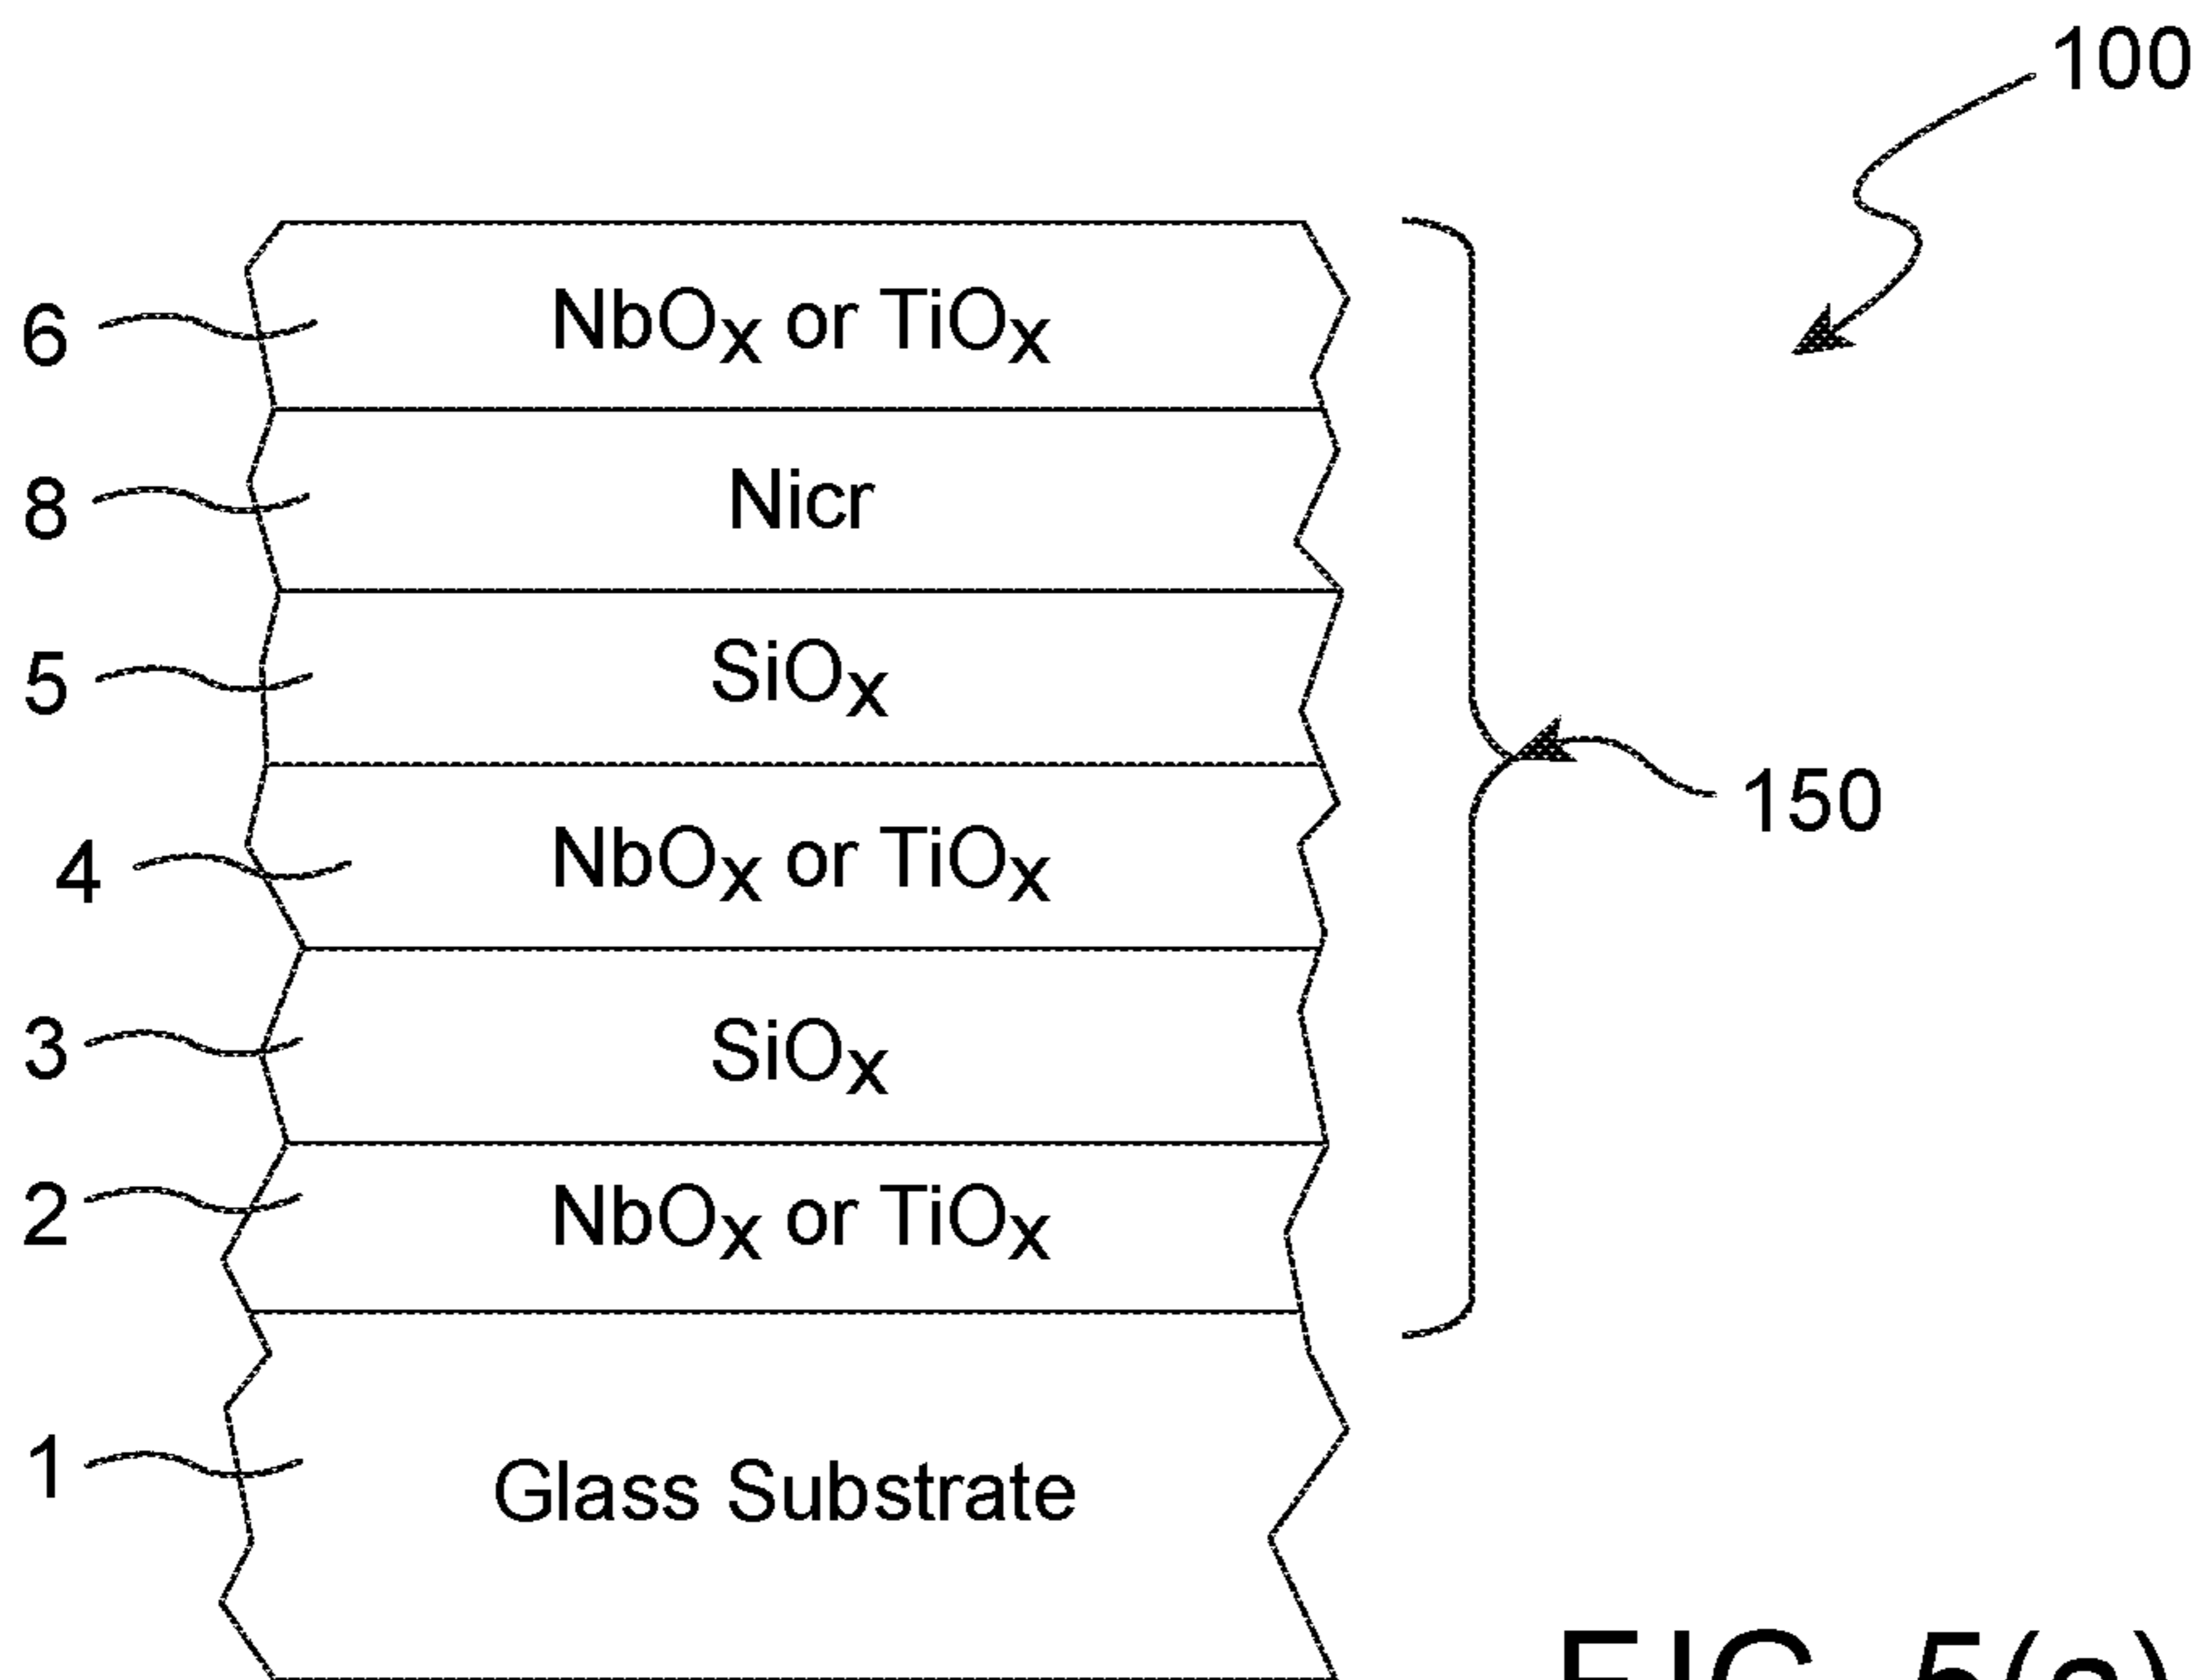 100
6 NbOx or TiOx
8 Nicr
5 SiOx
150
4 NbOx or TiOx
3 SiOx
2 NbOx or TiOx
1 Glass Substrate